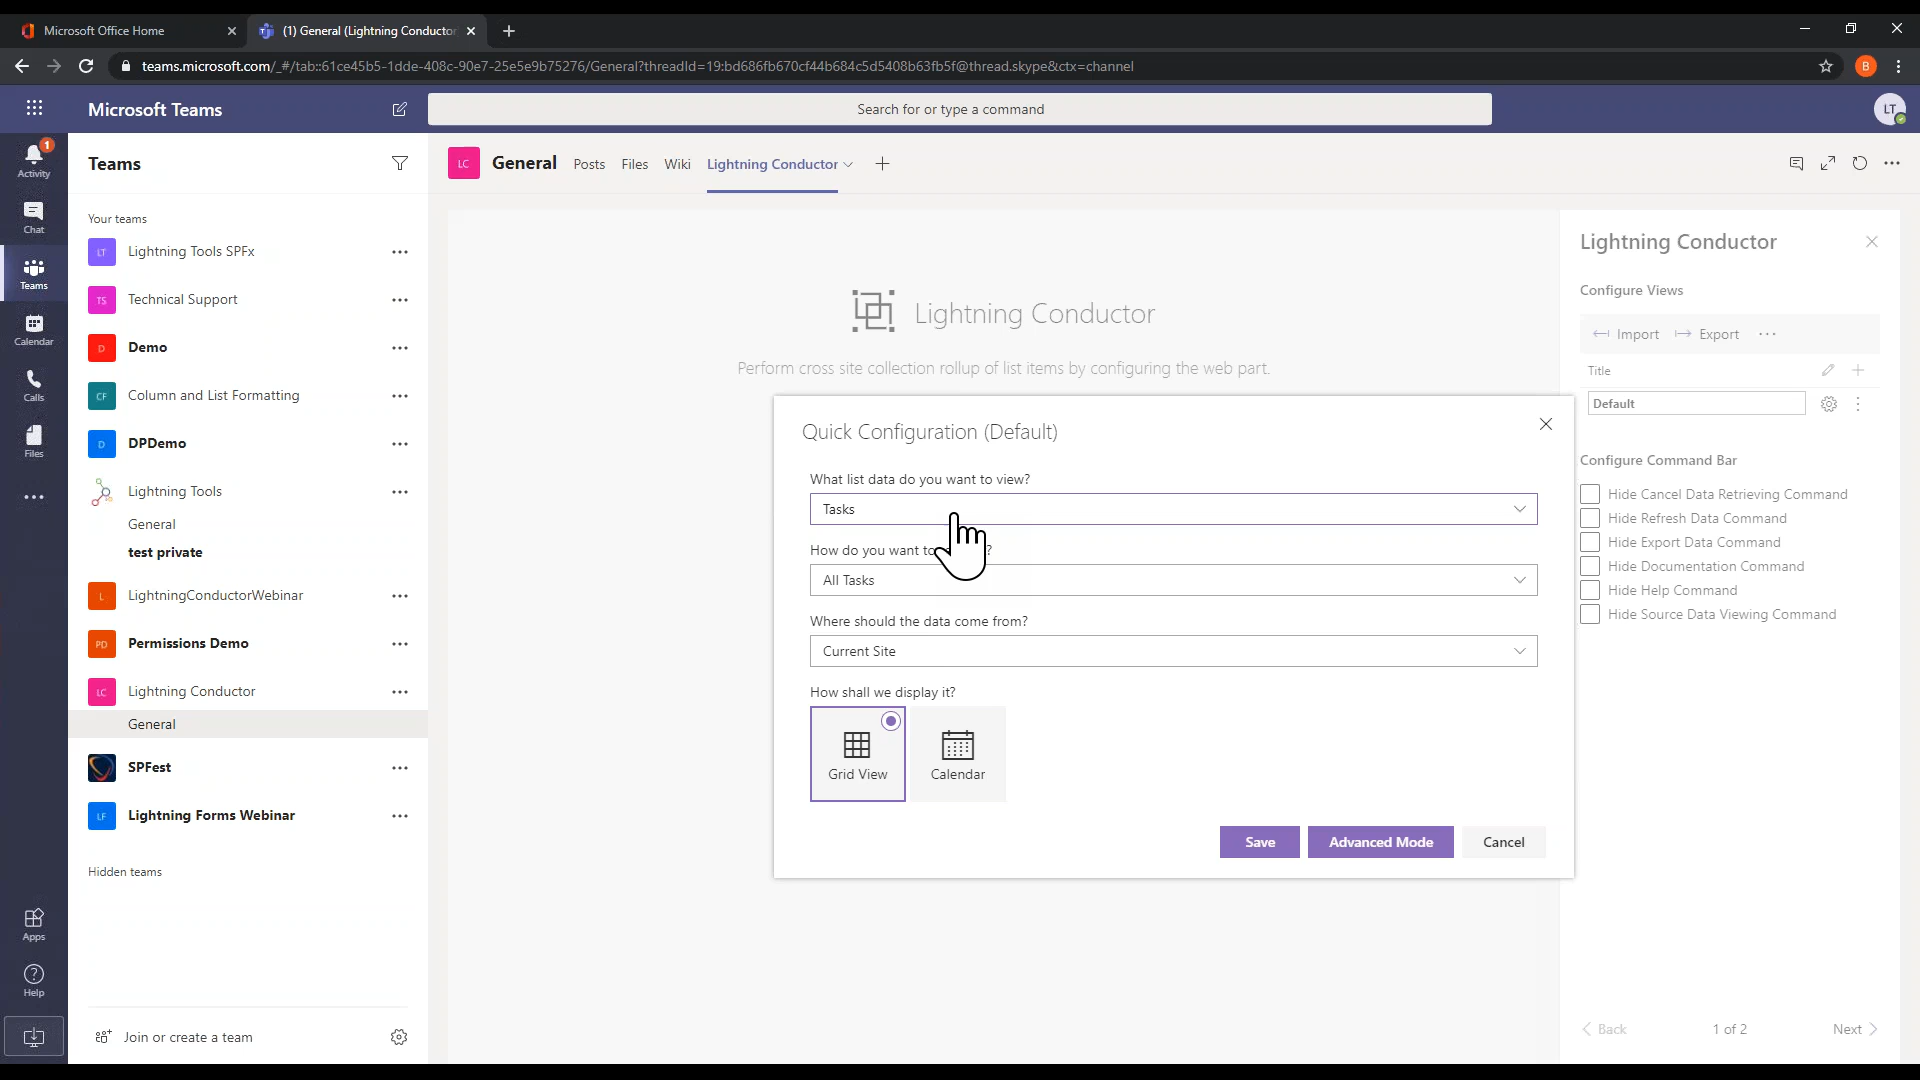 Microsoft Office Home
(1) General (Lightning Conductor
teams.microsoft.com/_#/tab::61ce45b5-1dde-408c-90e7-25e5e9b75276/General?threadId=19:bd686fb670cf44b684c5d5408b63fb5f@thread.skype&ctx=channel
B
Microsoft Teams
Search for or type a command
LT
1
Activity
Chat
Teams
Calendar
Calls
Files
Apps
Help
Teams
Your teams
LT Lightning Tools SPFx
TS Technical Support
D Demo
CF Column and List Formatting
D DPDemo
Lightning Tools
General
test private
L LightningConductorWebinar
PD Permissions Demo
LC Lightning Conductor
General
SPFest
LF Lightning Forms Webinar
Hidden teams
Join or create a team
LC General Posts Files Wiki Lightning Conductor
Lightning Conductor
Perform cross site collection rollup of list items by configuring the web part.
Quick Configuration (Default)
What list data do you want to view?
Tasks
How do you want to ?
All Tasks
Where should the data come from?
Current Site
How shall we display it?
Grid View
Calendar
Save
Advanced Mode
Cancel
Lightning Conductor
Configure Views
Import Export
Title
Default
Configure Command Bar
Hide Cancel Data Retrieving Command
Hide Refresh Data Command
Hide Export Data Command
Hide Documentation Command
Hide Help Command
Hide Source Data Viewing Command
Back 1 of 2 Next